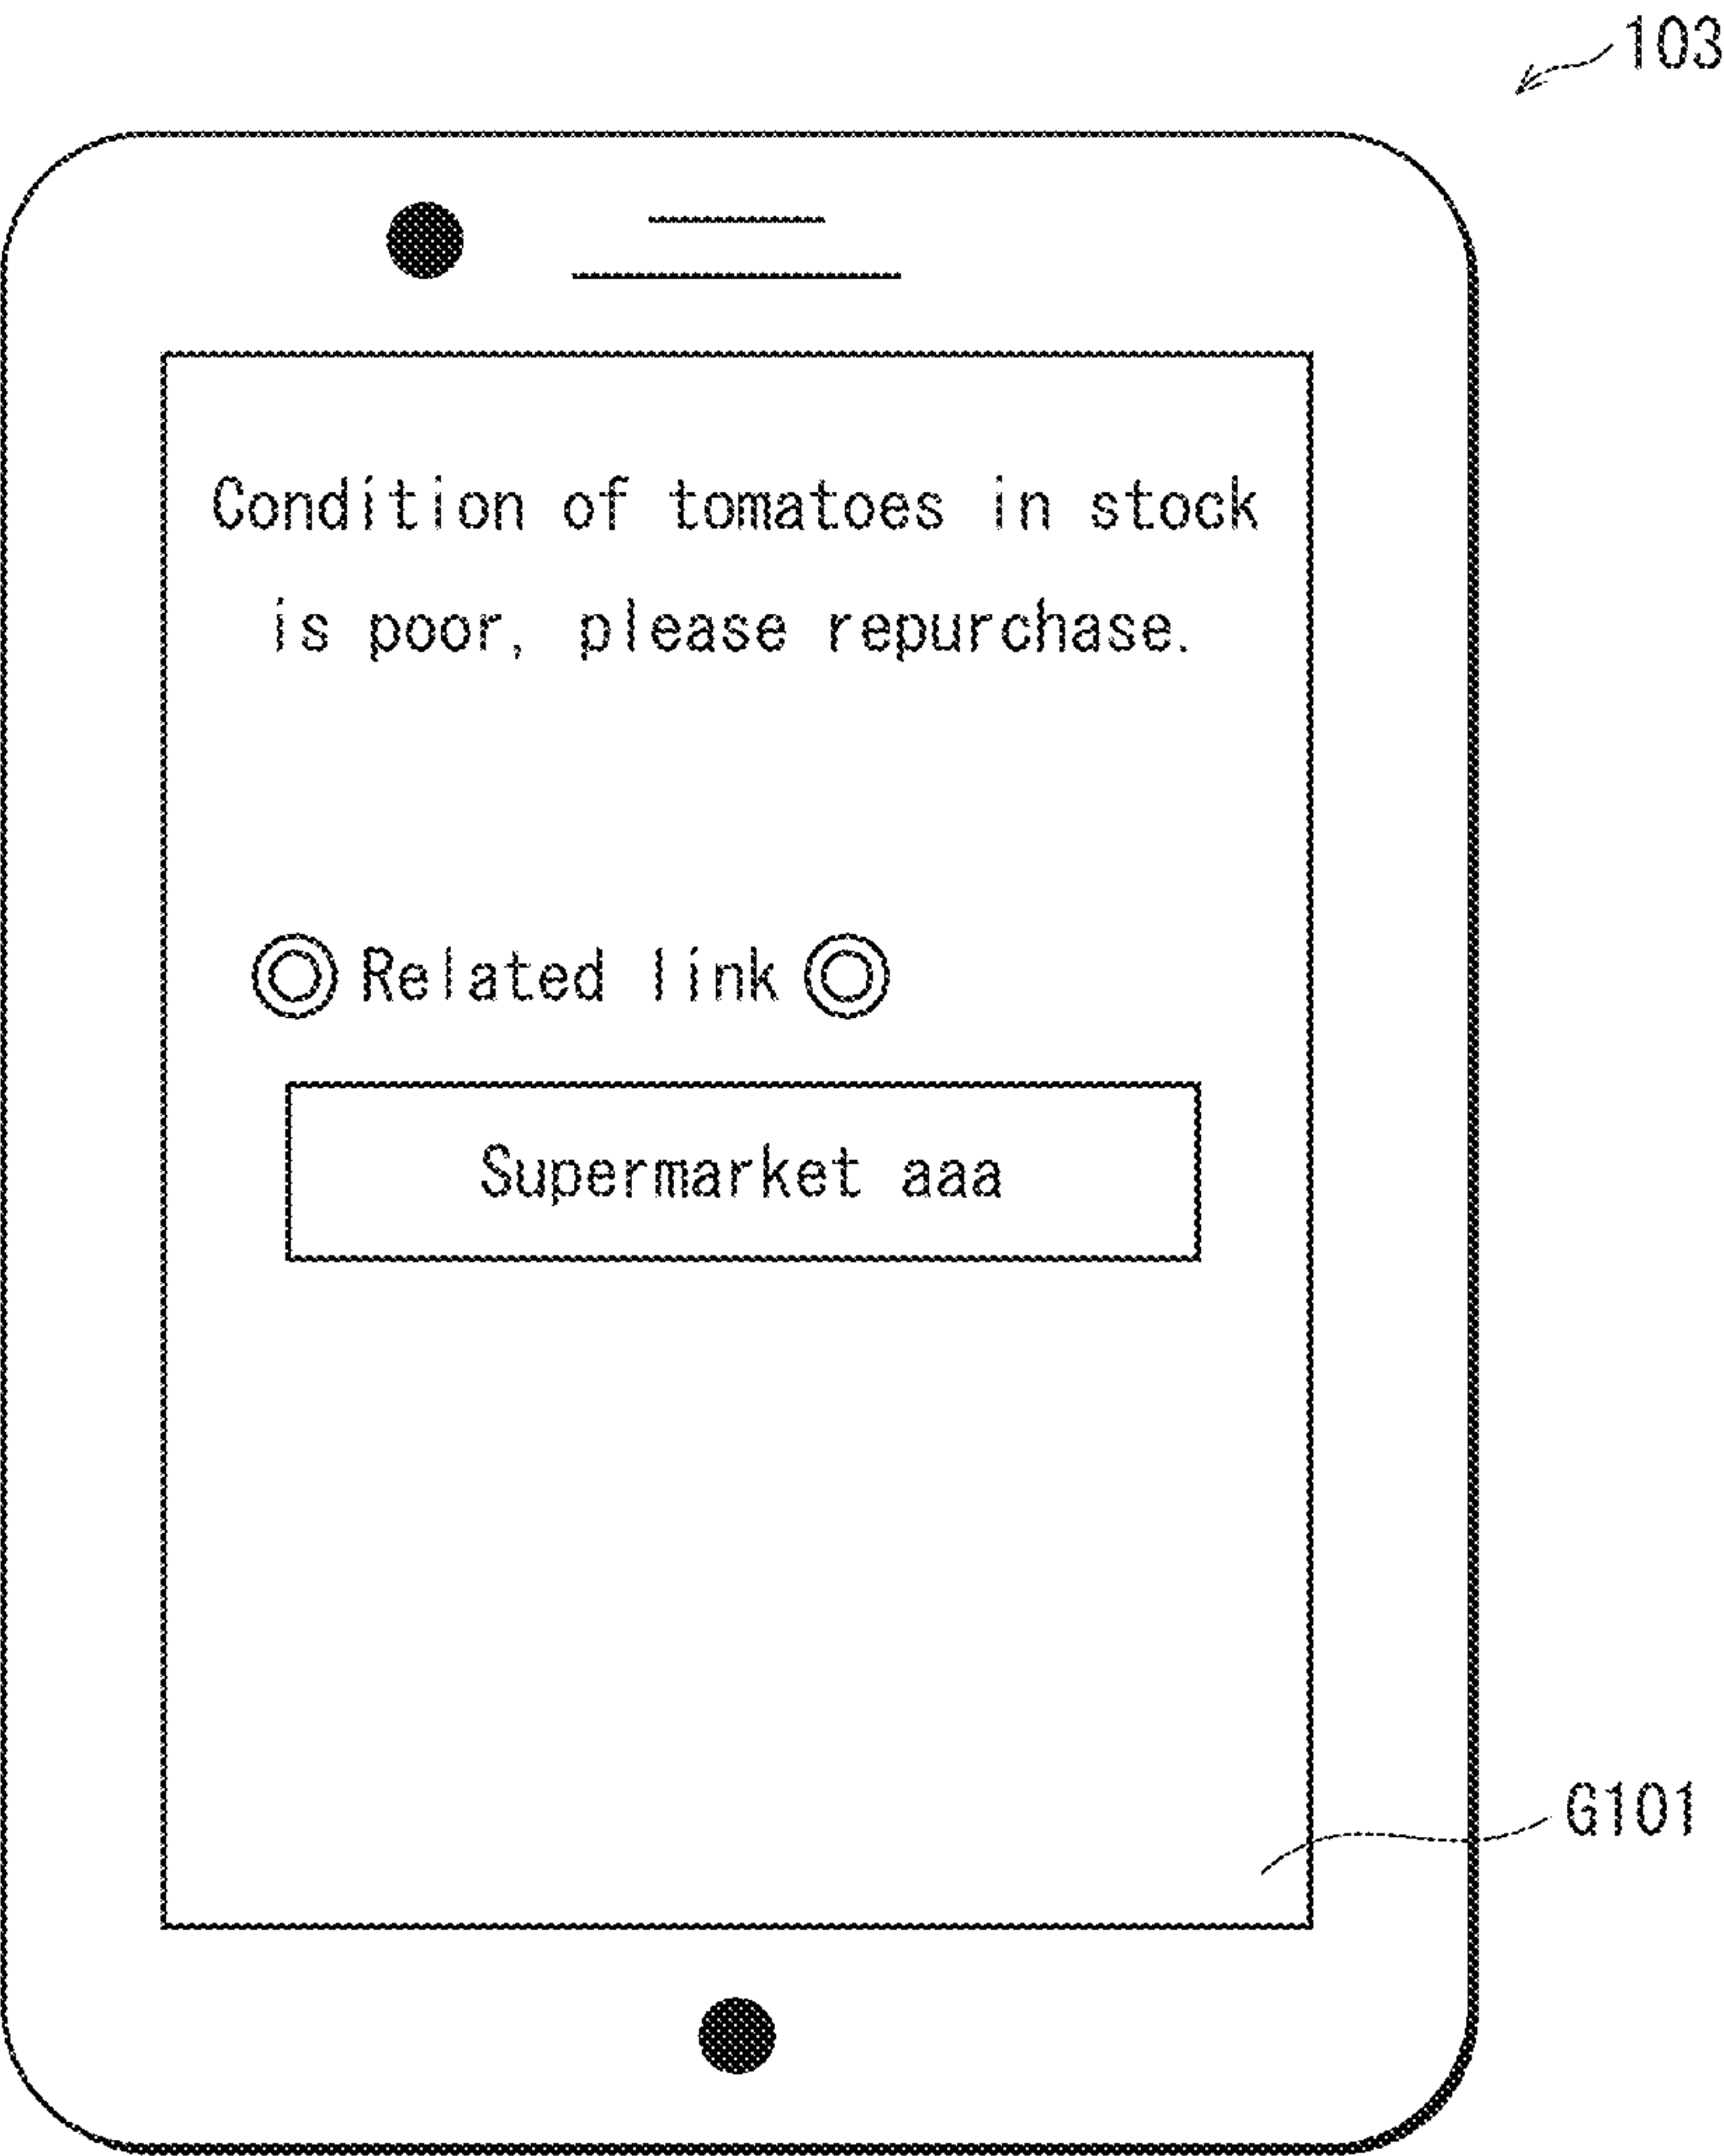 103
Condition of tomatoes in stock
is poor, please repurchase.
◎Related link◎
Supermarket aaa
G101